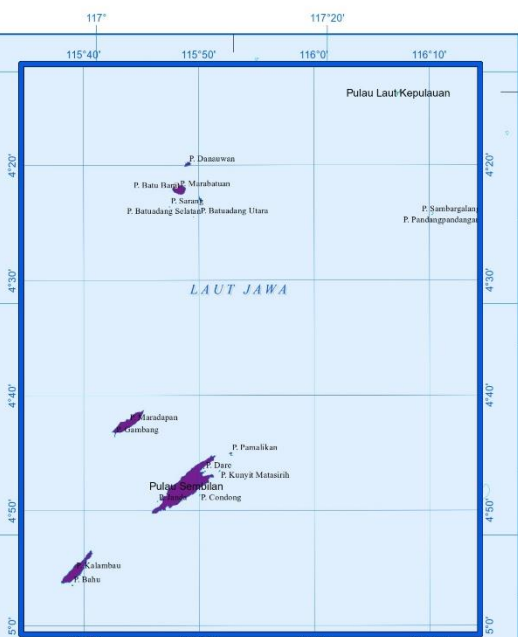 117° 117°20'
115°40' 115°50' 116°0' 116°10'
Pulau Laut Kepulauan
4°20' 4°20'
P. Danauwan
P. Batu Barit P. Marabatuan
P. Saran
P. Batuadang Selatan P. Batuadang Utara
P. Sambargalang
P. Pandangpandangan
4°30' 4°30'
LAUT JAWA
4°40' 4°40'
P. Maradapan
P. Gambang
P. Pamalikan
P. Dare
P. Kunyit Matasirih
Pulau Sembilan
P. Condong
4°50' 4°50'
P. Kalambau
P. Bahu
5°0' 5°0'